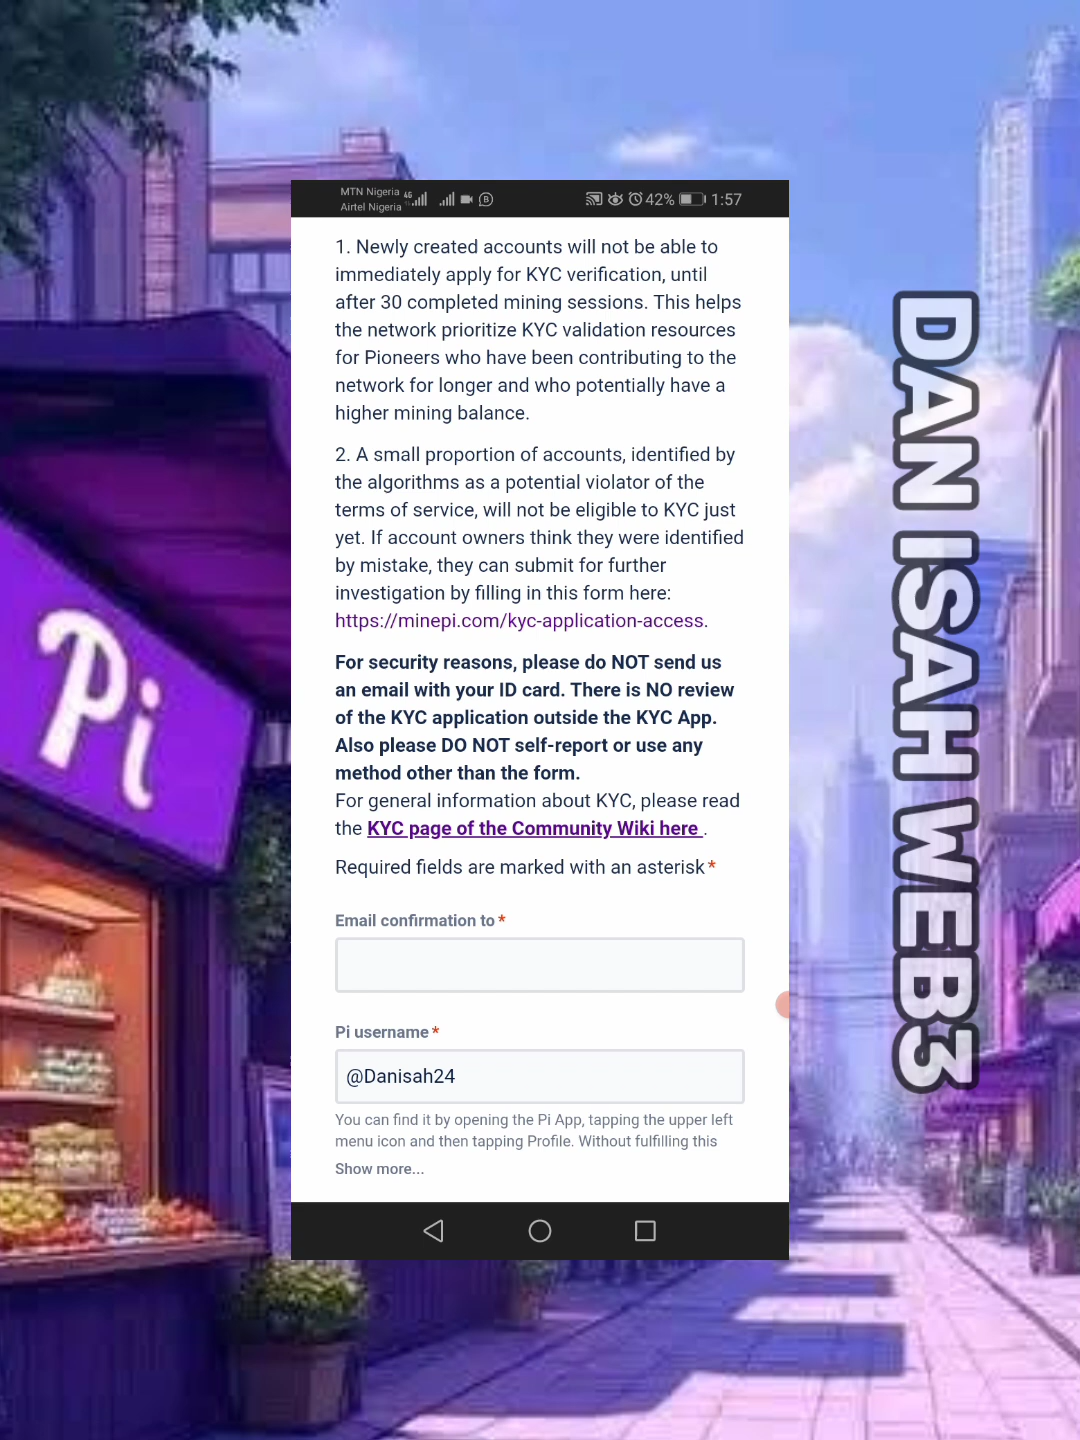 MTN Nigeria
Airtel Nigeria
4G
B
42%
1:57
1. Newly created accounts will not be able to
immediately apply for KYC verification, until
after 30 completed mining sessions. This helps
the network prioritize KYC validation resources
for Pioneers who have been contributing to the
network for longer and who potentially have a
higher mining balance.
2. A small proportion of accounts, identified by
the algorithms as a potential violator of the
terms of service, will not be eligible to KYC just
yet. If account owners think they were identified
by mistake, they can submit for further
investigation by filling in this form here:
https://minepi.com/kyc-application-access.
For security reasons, please do NOT send us
an email with your ID card. There is NO review
of the KYC application outside the KYC App.
Also please DO NOT self-report or use any
method other than the form.
For general information about KYC, please read
the KYC page of the Community Wiki here .
Required fields are marked with an asterisk*
Email confirmation to *
Pi username *
@Danisah24
You can find it by opening the Pi App, tapping the upper left
menu icon and then tapping Profile. Without fulfilling this
Show more...
Pi
DAN ISAH WEB3